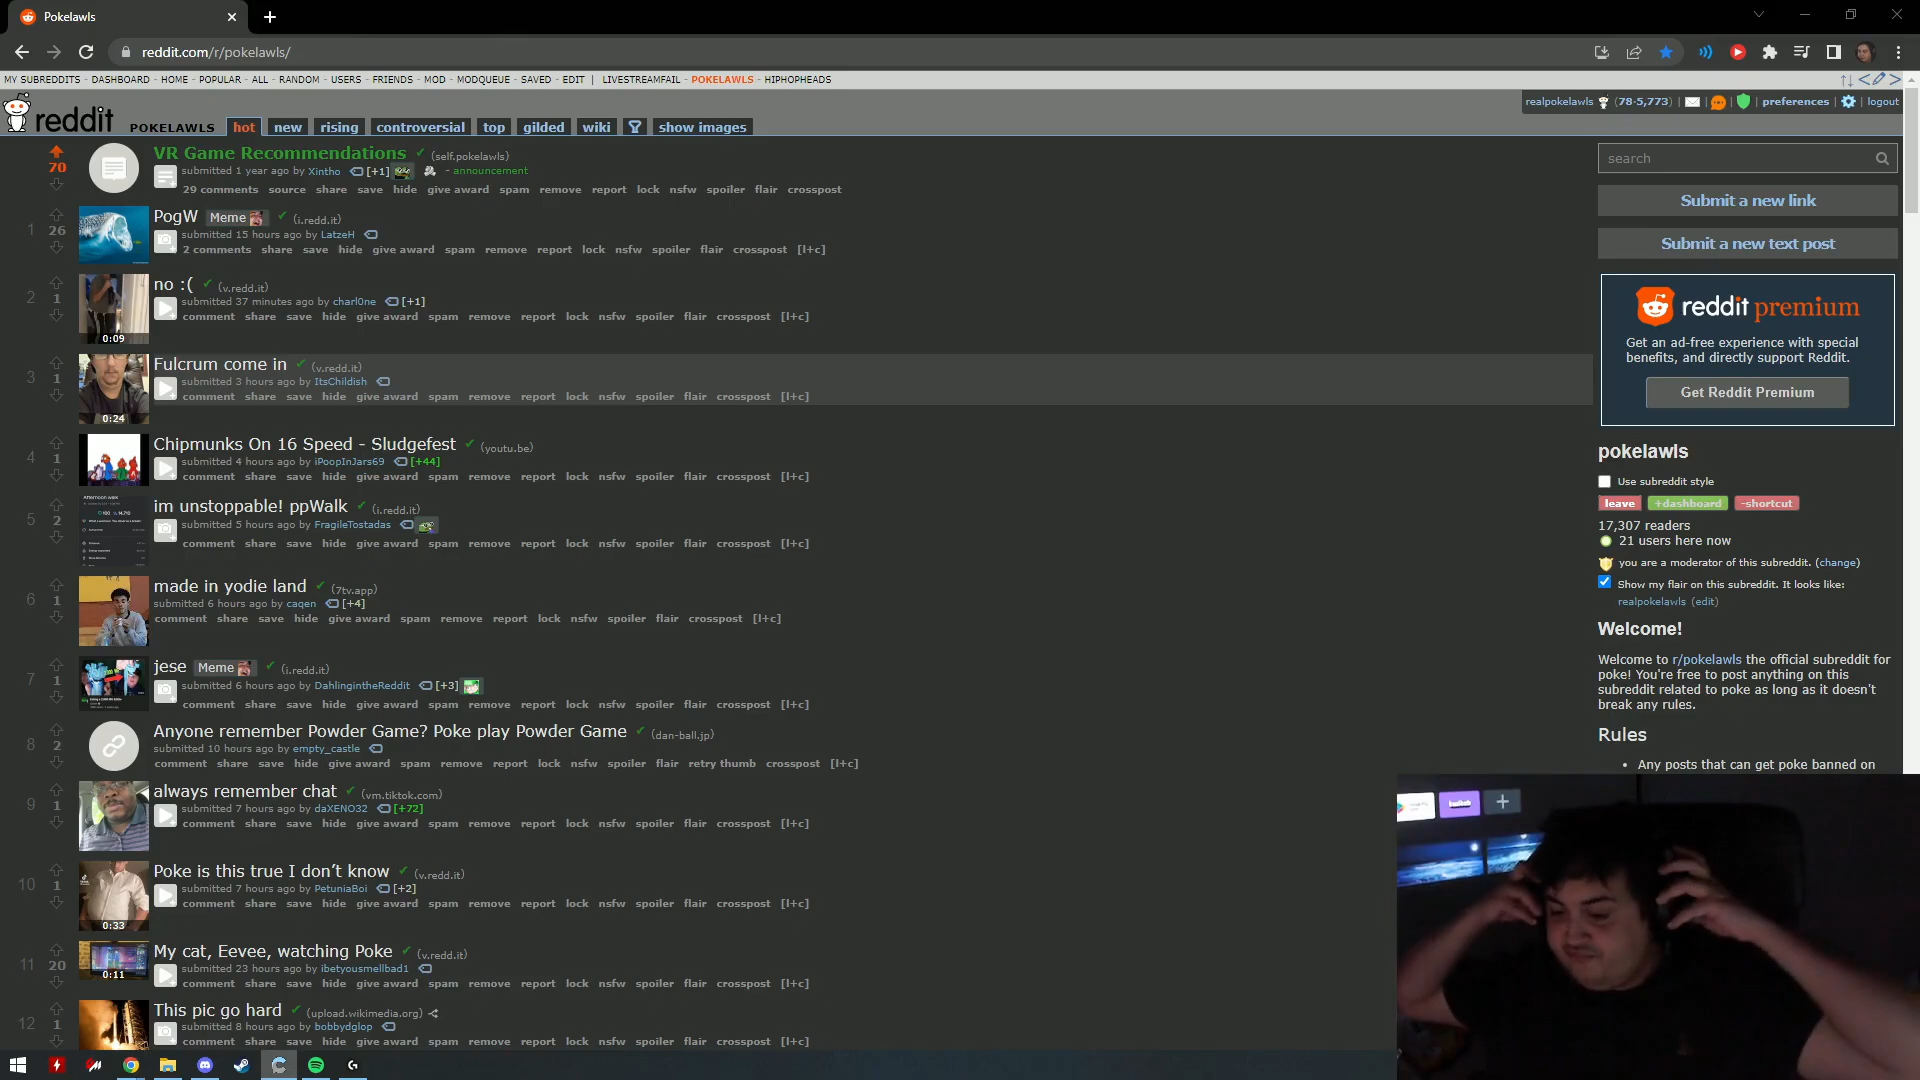 Pokelawls
reddit.com/r/pokelawls/
MY SUBREDDITS - DASHBOARD - HOME - POPULAR - ALL - RANDOM - USERS - FRIENDS - MOD - MODQUEUE - SAVED - EDIT | LIVESTREAMFAIL - POKELAWLS - HIPHOPHEADS
realpokelawls (78·5,773) | preferences | logout
reddit POKELAWLS hot new rising controversial top gilded wiki show images
70
VR Game Recommendations (self.pokelawls)
submitted 1 year ago by Xintho [+1] - announcement
29 comments source share save hide give award spam remove report lock nsfw spoiler flair crosspost
1 26
PogW Meme (i.redd.it)
submitted 15 hours ago by LatzeH
2 comments share save hide give award spam remove report lock nsfw spoiler flair crosspost [l+c]
2 1
no :( (v.redd.it)
submitted 37 minutes ago by charl0ne [+1]
comment share save hide give award spam remove report lock nsfw spoiler flair crosspost [l+c]
0:09
3 1
Fulcrum come in (v.redd.it)
submitted 3 hours ago by ItsChildish
comment share save hide give award spam remove report lock nsfw spoiler flair crosspost [l+c]
0:24
4 1
Chipmunks On 16 Speed - Sludgefest (youtu.be)
submitted 4 hours ago by iPoopInJars69 [+44]
comment share save hide give award spam remove report lock nsfw spoiler flair crosspost [l+c]
5 2
im unstoppable! ppWalk (i.redd.it)
submitted 5 hours ago by FragileTostadas
comment share save hide give award spam remove report lock nsfw spoiler flair crosspost [l+c]
Afternoon walk
6 1
made in yodie land (7tv.app)
submitted 6 hours ago by caqen [+4]
comment share save hide give award spam remove report lock nsfw spoiler flair crosspost [l+c]
7 1
jese Meme (i.redd.it)
submitted 6 hours ago by DahlingintheReddit [+3]
comment share save hide give award spam remove report lock nsfw spoiler flair crosspost [l+c]
8 2
Anyone remember Powder Game? Poke play Powder Game (dan-ball.jp)
submitted 10 hours ago by empty_castle
comment share save hide give award spam remove report lock nsfw spoiler flair retry thumb crosspost [l+c]
9 1
always remember chat (vm.tiktok.com)
submitted 7 hours ago by daXENO32 [+72]
comment share save hide give award spam remove report lock nsfw spoiler flair crosspost [l+c]
10 1
Poke is this true I don’t know (v.redd.it)
submitted 7 hours ago by PetuniaBoi [+2]
comment share save hide give award spam remove report lock nsfw spoiler flair crosspost [l+c]
0:33
11 20
My cat, Eevee, watching Poke (v.redd.it)
submitted 23 hours ago by ibetyousmellbad1
comment share save hide give award spam remove report lock nsfw spoiler flair crosspost [l+c]
0:11
12 1
This pic go hard (upload.wikimedia.org)
submitted 8 hours ago by bobbydglop
comment share save hide give award spam remove report lock nsfw spoiler flair crosspost [l+c]
search
Submit a new link
Submit a new text post
reddit premium
Get an ad-free experience with special
benefits, and directly support Reddit.
Get Reddit Premium
pokelawls
Use subreddit style
leave +dashboard -shortcut
17,307 readers
21 users here now
you are a moderator of this subreddit. (change)
Show my flair on this subreddit. It looks like:
realpokelawls (edit)
Welcome!
Welcome to r/pokelawls the official subreddit for
poke! You're free to post anything on this
subreddit related to poke as long as it doesn't
break any rules.
Rules
• Any posts that can get poke banned on
twitch